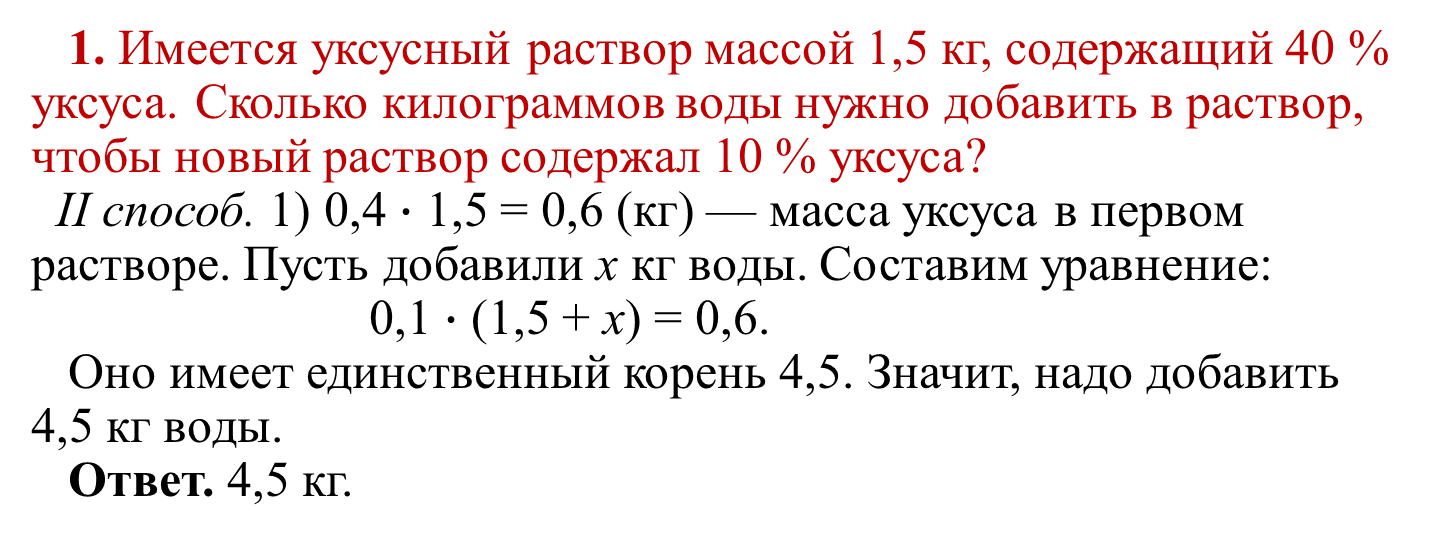 1. Имеется уксусный раствор массой 1,5 кг, содержащий 40 %
уксуса. Сколько килограммов воды нужно добавить в раствор,
чтобы новый раствор содержал 10 % уксуса?
II способ. 1) 0,4 · 1,5 = 0,6 (кг) — масса уксуса в первом
растворе. Пусть добавили x кг воды. Составим уравнение:
0,1 · (1,5 + x) = 0,6.
Оно имеет единственный корень 4,5. Значит, надо добавить
4,5 кг воды.
Ответ. 4,5 кг.